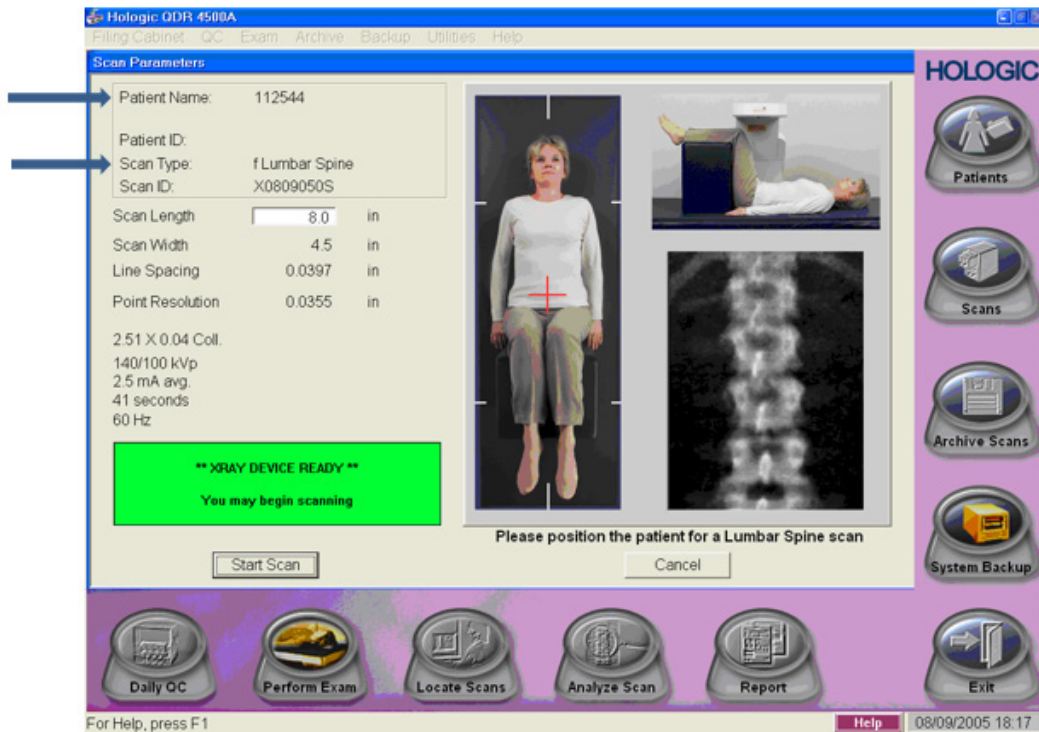 Hologic QDR 4500A
Filing Cabinet QC Exam Archive Backup Utilities Help
Scan Parameters
HOLOGIC
Patient Name: 112544
Patient ID:
Scan Type: f Lumbar Spine
Scan ID: X0809050S
Scan Length 8.0 in
Scan Width 4.5 in
Line Spacing 0.0397 in
Point Resolution 0.0355 in
2.51 X 0.04 Coll.
140/100 kVp
2.5 mA avg.
41 seconds
60 Hz
** XRAY DEVICE READY **
You may begin scanning
Please position the patient for a Lumbar Spine scan
Start Scan Cancel
Patients
Scans
Archive Scans
System Backup
Daily QC Perform Exam Locate Scans Analyze Scan Report Exit
For Help, press F1 Help 08/09/2005 18:17